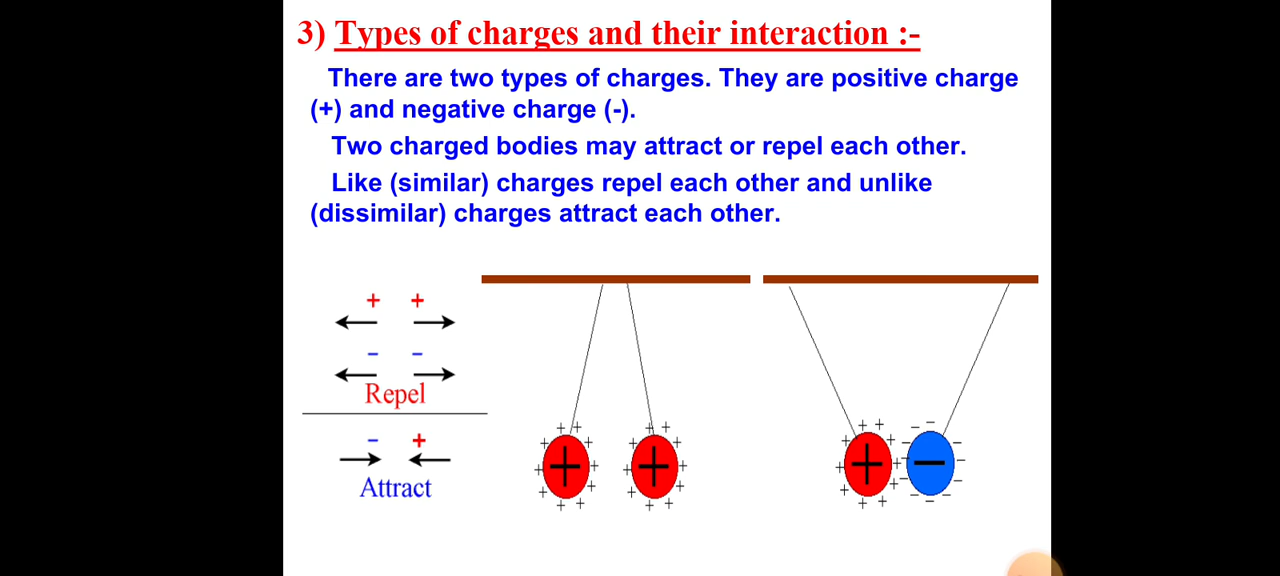 3) Types of charges and their interaction :-
There are two types of charges. They are positive charge
(+) and negative charge (-).
Two charged bodies may attract or repel each other.
Like (similar) charges repel each other and unlike
(dissimilar) charges attract each other.
+ +
- -
Repel
- +
Attract
+ + + -